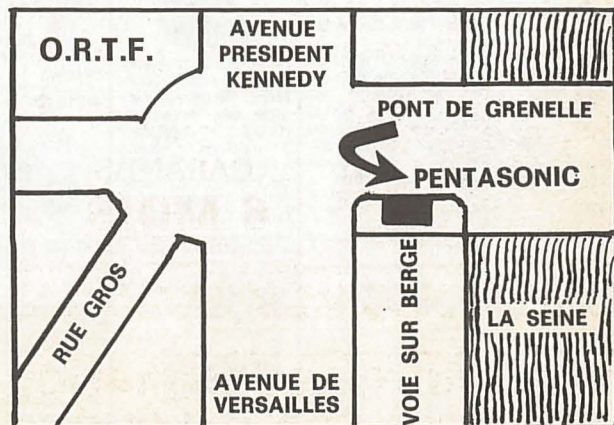 O.R.T.F.
AVENUE
PRESIDENT
KENNEDY
PONT DE GRENELLE
PENTASONIC
RUE GROS
VOIE SUR BERGE
LA SEINE
AVENUE DE
VERSAILLES